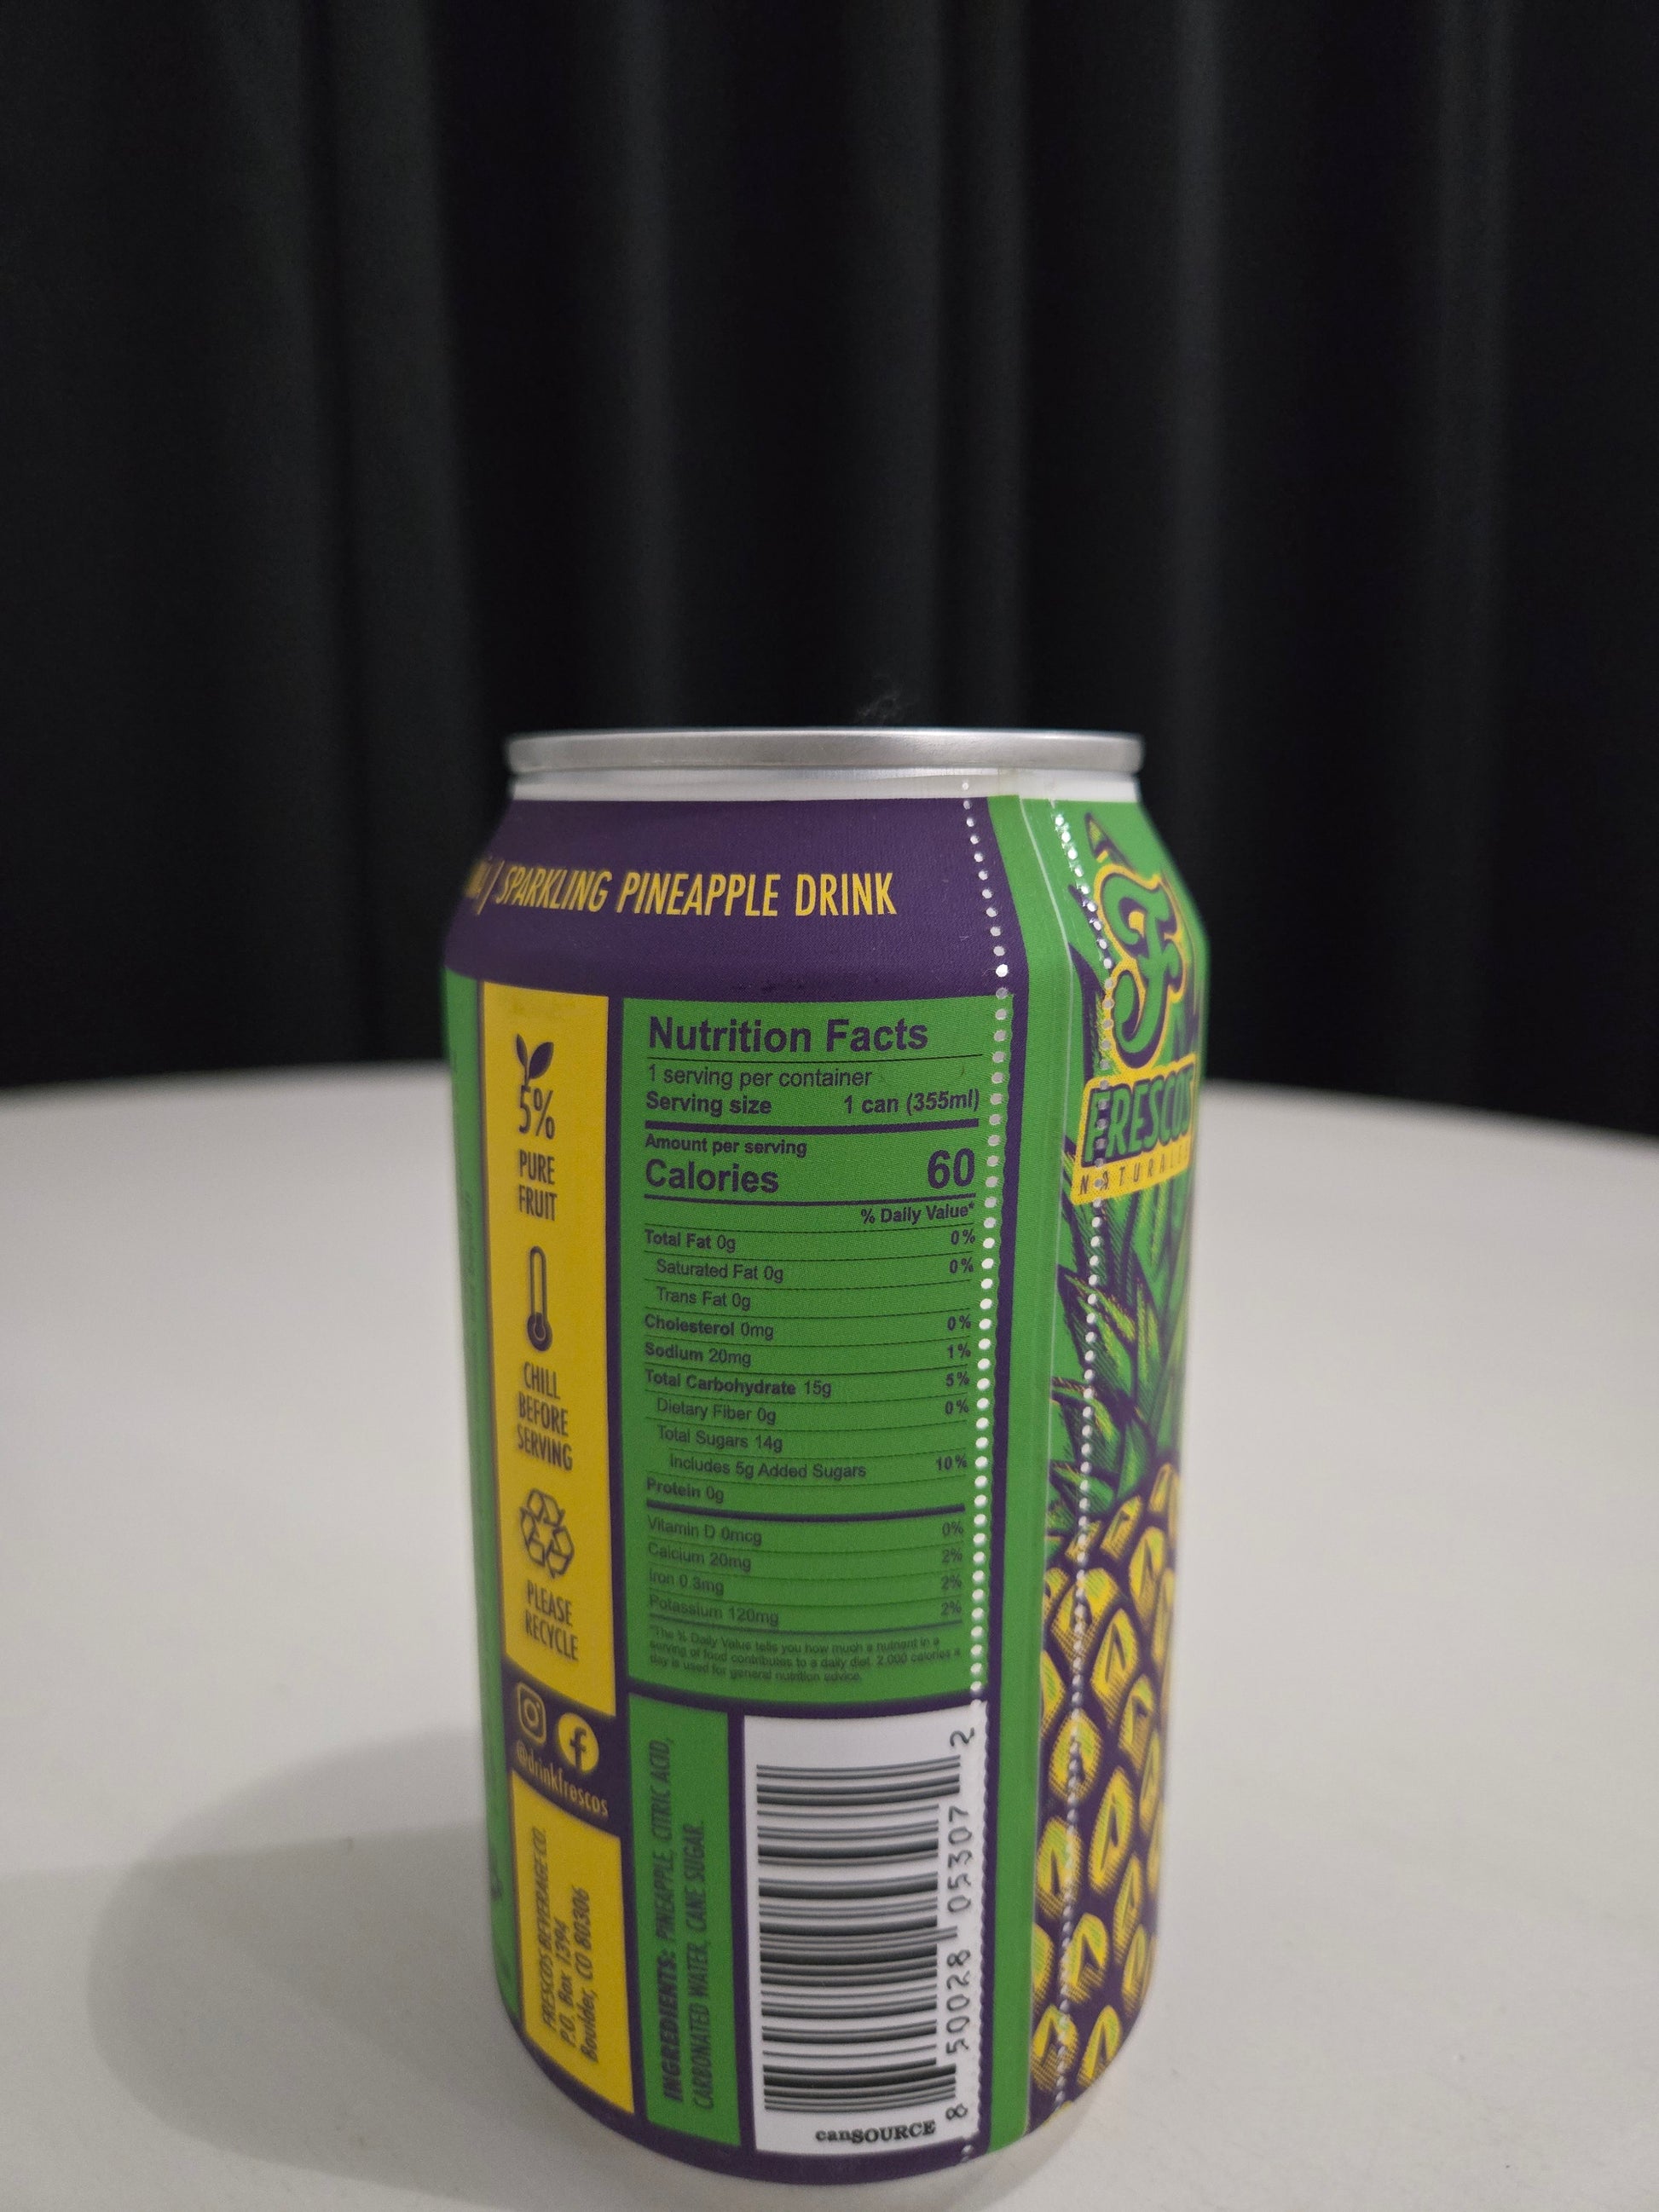 SPARKLING PINEAPPLE DRINK
5%
PURE
FRUIT
CHILL
BEFORE
SERVING
PLEASE
RECYCLE
@drinkfrescos
FRESCOS BEVERAGE CO.
P.O. Box 1394
Boulder, CO 80306
Nutrition Facts
1 serving per container
Serving size 1 can (355ml)
Amount per serving
Calories 60
% Daily Value*
Total Fat 0g 0%
Saturated Fat 0g 0%
Trans Fat 0g
Cholesterol 0mg 0%
Sodium 20mg 1%
Total Carbohydrate 15g 5%
Dietary Fiber 0g 0%
Total Sugars 14g
Includes 5g Added Sugars 10%
Protein 0g
Vitamin D 0mcg 0%
Calcium 20mg 2%
Iron 0.3mg 2%
Potassium 120mg 2%
*The % Daily Value tells you how much a nutrient in a
serving of food contributes to a daily diet. 2,000 calories a
day is used for general nutrition advice.
INGREDIENTS: PINEAPPLE, CITRIC ACID,
CARBONATED WATER, CANE SUGAR.
8 50028 05307 2
canSOURCE
F
FRESCOS